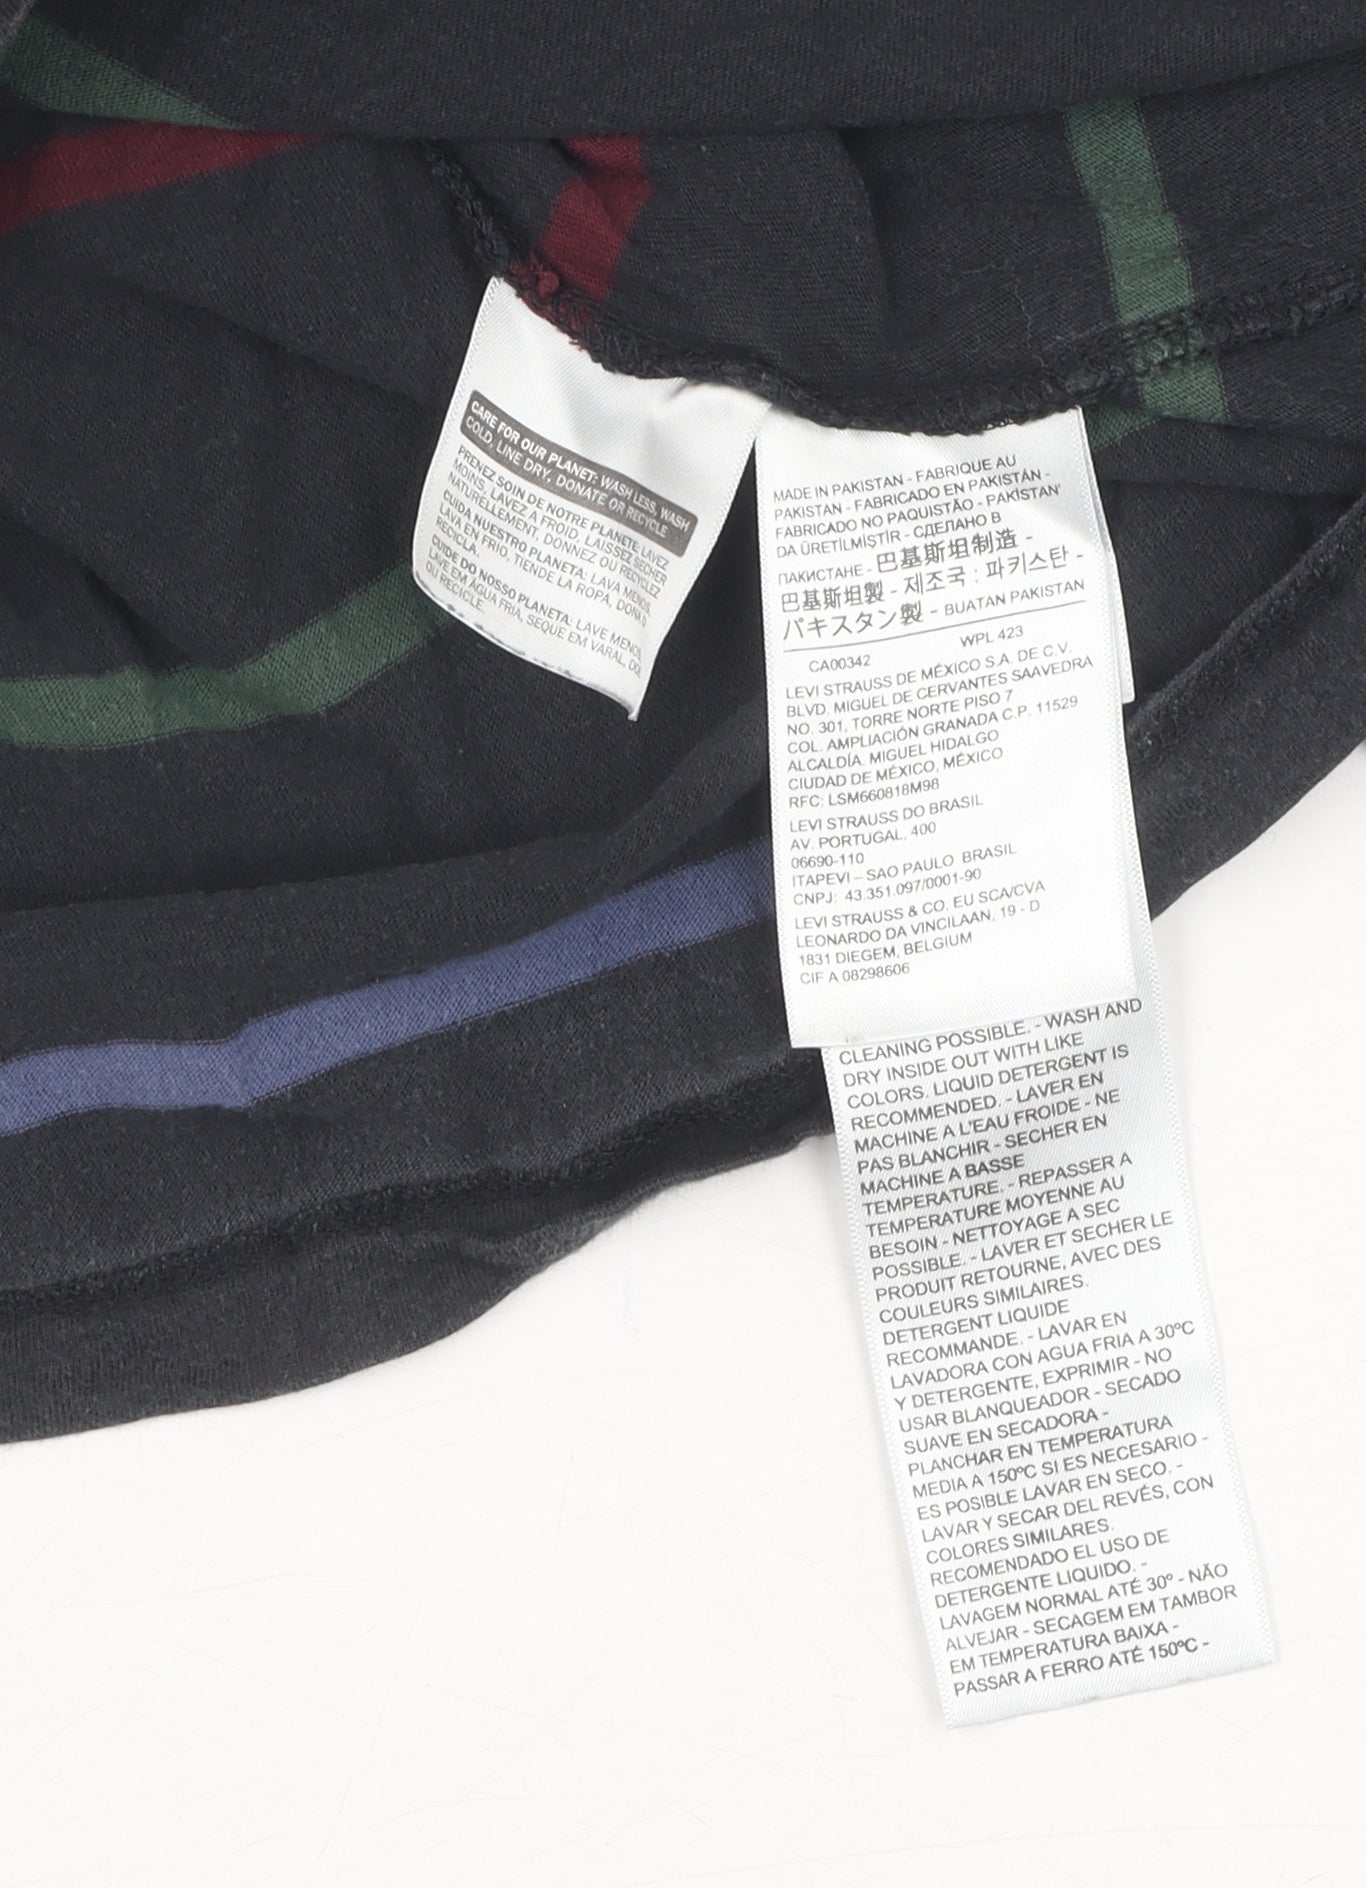 CARE FOR OUR PLANET: WASH LESS, WASH
COLD, LINE DRY, DONATE OR RECYCLE
PRENEZ SOIN DE NOTRE PLANETE: LAVEZ
MOINS, LAVEZ À FROID, LAISSEZ SÉCHER
NATURELLEMENT, DONNEZ OU RECYCLEZ
CUIDA NUESTRO PLANETA: LAVA MENOS,
LAVA EN FRIO, TIENDE LA ROPA, DONA O
RECICLA.
CUIDE DO NOSSO PLANETA: LAVE MENOS,
LAVE EM ÁGUA FRIA, SEQUE EM VARAL, DOE
OU RECICLE.
MADE IN PAKISTAN - FABRIQUE AU
PAKISTAN - FABRICADO EN PAKISTÁN -
FABRICADO NO PAQUISTÃO - PAKİSTAN'
DA ÜRETİLMİŞTİR - СДЕЛАНО В
ПАКИСТАНЕ - 巴基斯坦制造 -
巴基斯坦製 - 제조국 : 파키스탄 -
パキスタン製 - BUATAN PAKISTAN
CA00342 WPL 423
LEVI STRAUSS DE MÉXICO S.A. DE C.V.
BLVD. MIGUEL DE CERVANTES SAAVEDRA
NO. 301, TORRE NORTE PISO 7
COL. AMPLIACIÓN GRANADA C.P. 11529
ALCALDÍA. MIGUEL HIDALGO
CIUDAD DE MÉXICO, MÉXICO
RFC: LSM660818M98
LEVI STRAUSS DO BRASIL
AV. PORTUGAL, 400
06690-110
ITAPEVI – SAO PAULO BRASIL
CNPJ: 43.351.097/0001-90
LEVI STRAUSS & CO. EU SCA/CVA
LEONARDO DA VINCILAAN, 19 - D
1831 DIEGEM, BELGIUM
CIF A 08298606
CLEANING POSSIBLE. - WASH AND
DRY INSIDE OUT WITH LIKE
COLORS. LIQUID DETERGENT IS
RECOMMENDED. - LAVER EN
MACHINE A L'EAU FROIDE - NE
PAS BLANCHIR - SECHER EN
MACHINE A BASSE
TEMPERATURE. - REPASSER A
TEMPERATURE MOYENNE AU
BESOIN - NETTOYAGE A SEC
POSSIBLE. - LAVER ET SECHER LE
PRODUIT RETOURNE, AVEC DES
COULEURS SIMILAIRES.
DETERGENT LIQUIDE
RECOMMANDE. - LAVAR EN
LAVADORA CON AGUA FRIA A 30ºC
Y DETERGENTE, EXPRIMIR - NO
USAR BLANQUEADOR - SECADO
SUAVE EN SECADORA -
PLANCHAR EN TEMPERATURA
MEDIA A 150ºC SI ES NECESARIO -
ES POSIBLE LAVAR EN SECO. -
LAVAR Y SECAR DEL REVÉS, CON
COLORES SIMILARES.
RECOMENDADO EL USO DE
DETERGENTE LIQUIDO. -
LAVAGEM NORMAL ATÉ 30º - NÃO
ALVEJAR - SECAGEM EM TAMBOR
EM TEMPERATURA BAIXA -
PASSAR A FERRO ATÉ 150ºC -